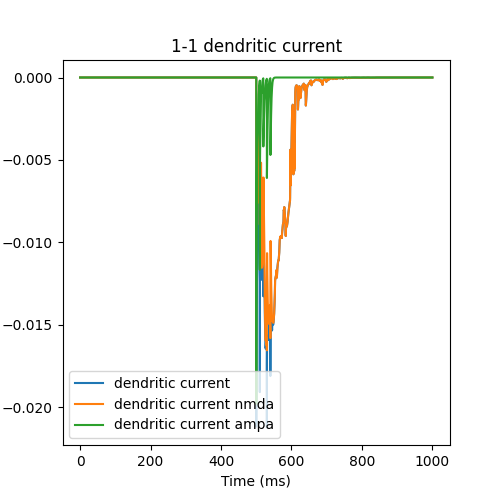 1-1 dendritic current
0.000
−0.005
−0.010
−0.015
−0.020
dendritic current
dendritic current nmda
dendritic current ampa
0 200 400 600 800 1000
Time (ms)